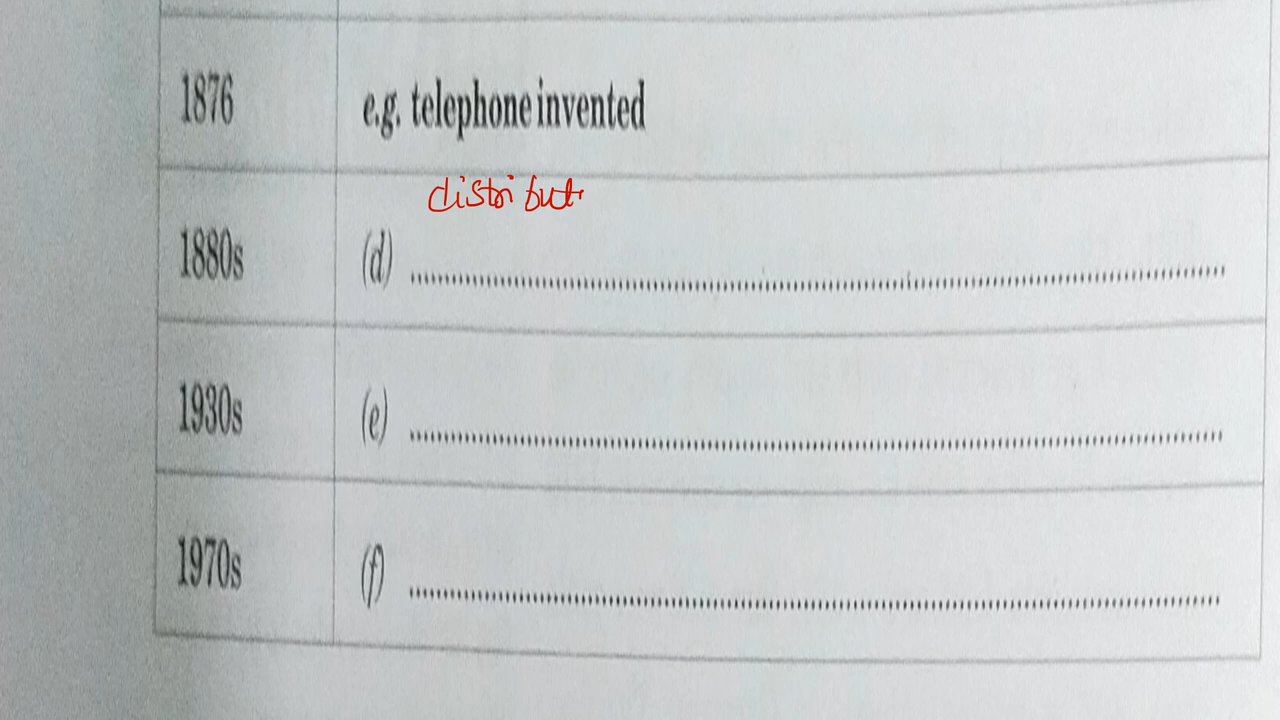 1876 e.g. telephone invented
distribut
1880s (d) ........................................
1930s (e) ........................................
1970s (f) ........................................